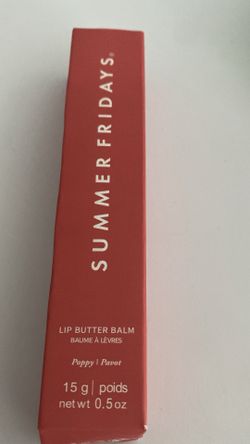 SUMMER FRIDAYS®
LIP BUTTER BALM
BAUME À LÈVRES
Poppy | Pavot
15 g | poids
net wt 0.5 oz